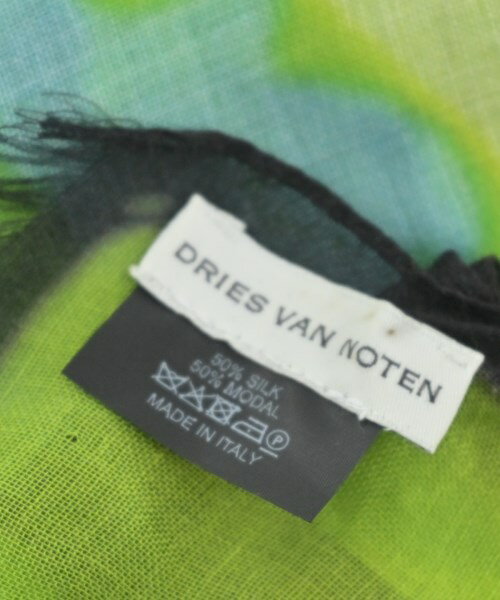 DRIES VAN NOTEN
50% SILK
50% MODAL
MADE IN ITALY